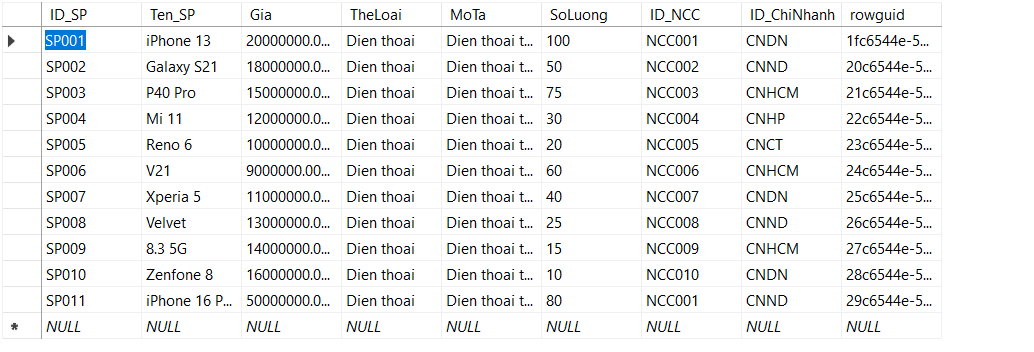 ID_SP Ten_SP Gia TheLoai MoTa SoLuong ID_NCC ID_ChiNhanh rowguid
SP001 iPhone 13 20000000.0... Dien thoai Dien thoai t... 100 NCC001 CNDN 1fc6544e-5...
SP002 Galaxy S21 18000000.0... Dien thoai Dien thoai t... 50 NCC002 CNND 20c6544e-5...
SP003 P40 Pro 15000000.0... Dien thoai Dien thoai t... 75 NCC003 CNHCM 21c6544e-5...
SP004 Mi 11 12000000.0... Dien thoai Dien thoai t... 30 NCC004 CNHP 22c6544e-5...
SP005 Reno 6 10000000.0... Dien thoai Dien thoai t... 20 NCC005 CNCT 23c6544e-5...
SP006 V21 9000000.00... Dien thoai Dien thoai t... 60 NCC006 CNHCM 24c6544e-5...
SP007 Xperia 5 11000000.0... Dien thoai Dien thoai t... 40 NCC007 CNDN 25c6544e-5...
SP008 Velvet 13000000.0... Dien thoai Dien thoai t... 25 NCC008 CNND 26c6544e-5...
SP009 8.3 5G 14000000.0... Dien thoai Dien thoai t... 15 NCC009 CNHCM 27c6544e-5...
SP010 Zenfone 8 16000000.0... Dien thoai Dien thoai t... 10 NCC010 CNDN 28c6544e-5...
SP011 iPhone 16 P... 50000000.0... Dien thoai Dien thoai t... 80 NCC001 CNND 29c6544e-5...
* NULL NULL NULL NULL NULL NULL NULL NULL NULL